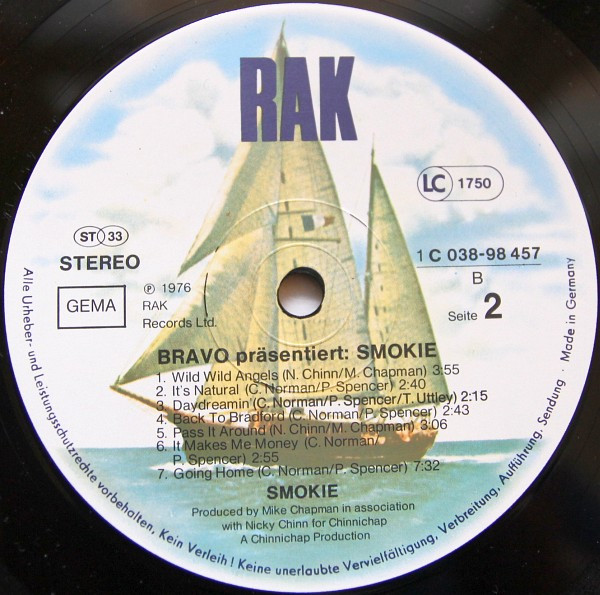 RAK
LC 1750
ST 33
STEREO
GEMA
℗ 1976
RAK
Records Ltd.
1 C 038-98 457
B
Seite 2
BRAVO präsentiert: SMOKIE
1. Wild Wild Angels (N. Chinn/M. Chapman) 3:55
2. It's Natural (C. Norman/P. Spencer) 2:40
3. Daydreamin' (C. Norman/P. Spencer/T. Uttley) 2:15
4. Back To Bradford (C. Norman/P. Spencer) 2:43
5. Pass It Around (N. Chinn/M. Chapman) 3:06
6. It Makes Me Money (C. Norman/
P. Spencer) 2:55
7. Going Home (C. Norman/P. Spencer) 7:32
SMOKIE
Produced by Mike Chapman in association
with Nicky Chinn for Chinnichap
A Chinnichap Production
Alle Urheber- und Leistungsschutzrechte vorbehalten, Kein Verleih! Keine unerlaubte Vervielfältigung, Verbreitung, Aufführung, Sendung · Made in Germany